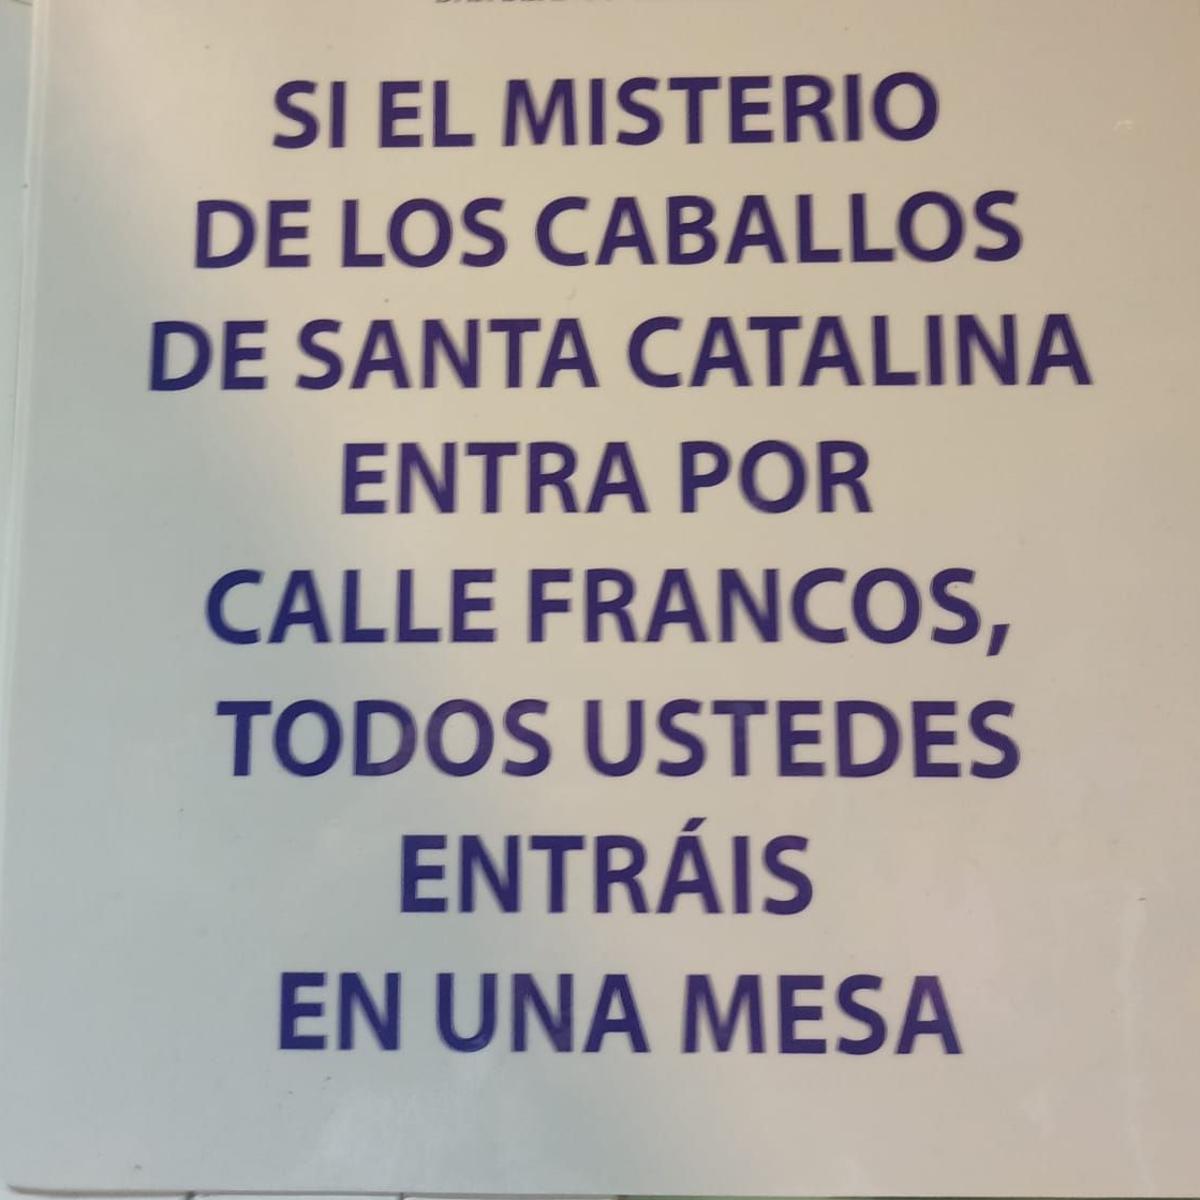 SI EL MISTERIO
DE LOS CABALLOS
DE SANTA CATALINA
ENTRA POR
CALLE FRANCOS,
TODOS USTEDES
ENTRÁIS
EN UNA MESA